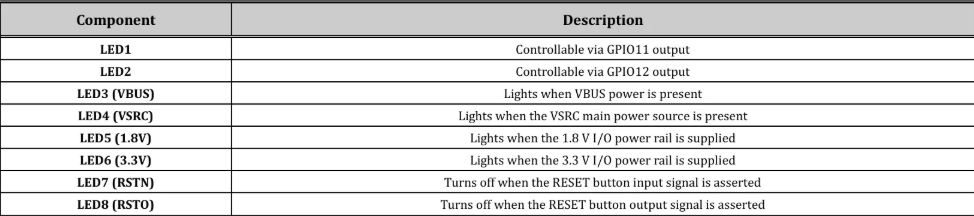 Component Description
LED1 Controllable via GPIO11 output
LED2 Controllable via GPIO12 output
LED3 (VBUS) Lights when VBUS power is present
LED4 (VSRC) Lights when the VSRC main power source is present
LED5 (1.8V) Lights when the 1.8 V I/O power rail is supplied
LED6 (3.3V) Lights when the 3.3 V I/O power rail is supplied
LED7 (RSTN) Turns off when the RESET button input signal is asserted
LED8 (RSTO) Turns off when the RESET button output signal is asserted